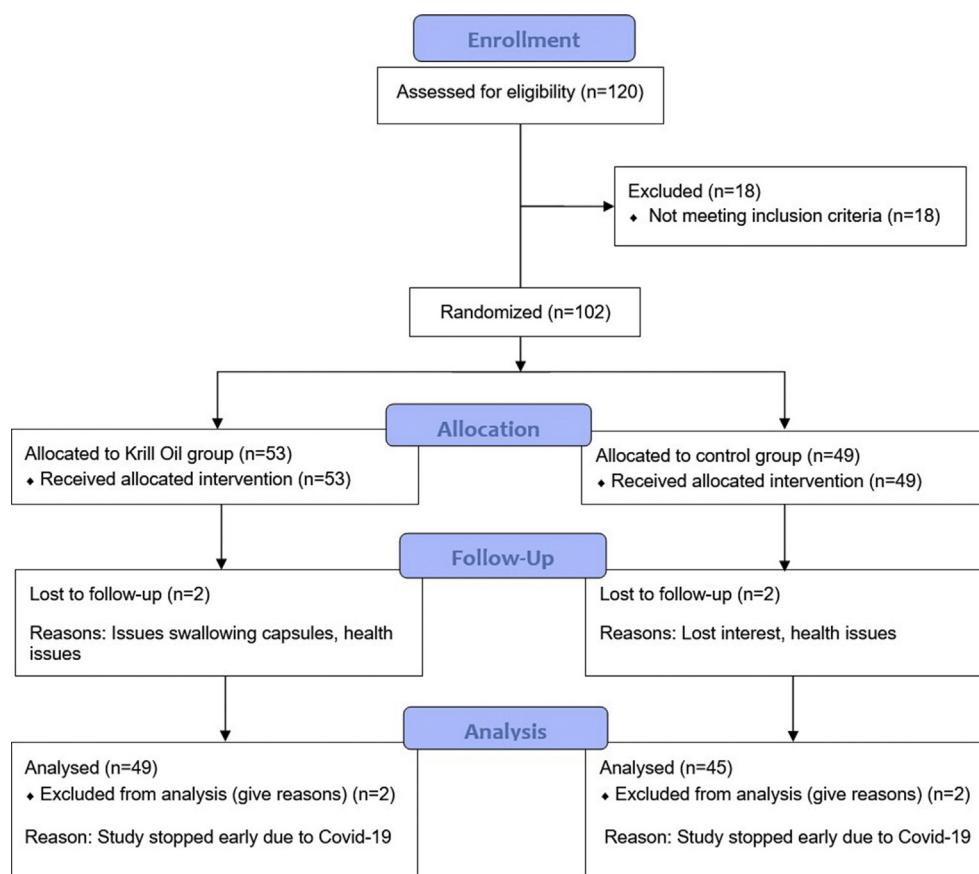 Enrollment
Assessed for eligibility (n=120)
Excluded (n=18)
⬧ Not meeting inclusion criteria (n=18)
Randomized (n=102)
Allocation
Allocated to Krill Oil group (n=53)
⬧ Received allocated intervention (n=53)
Allocated to control group (n=49)
⬧ Received allocated intervention (n=49)
Follow-Up
Lost to follow-up (n=2)
Reasons: Issues swallowing capsules, health
issues
Lost to follow-up (n=2)
Reasons: Lost interest, health issues
Analysis
Analysed (n=49)
⬧ Excluded from analysis (give reasons) (n=2)
Reason: Study stopped early due to Covid-19
Analysed (n=45)
⬧ Excluded from analysis (give reasons) (n=2)
Reason: Study stopped early due to Covid-19